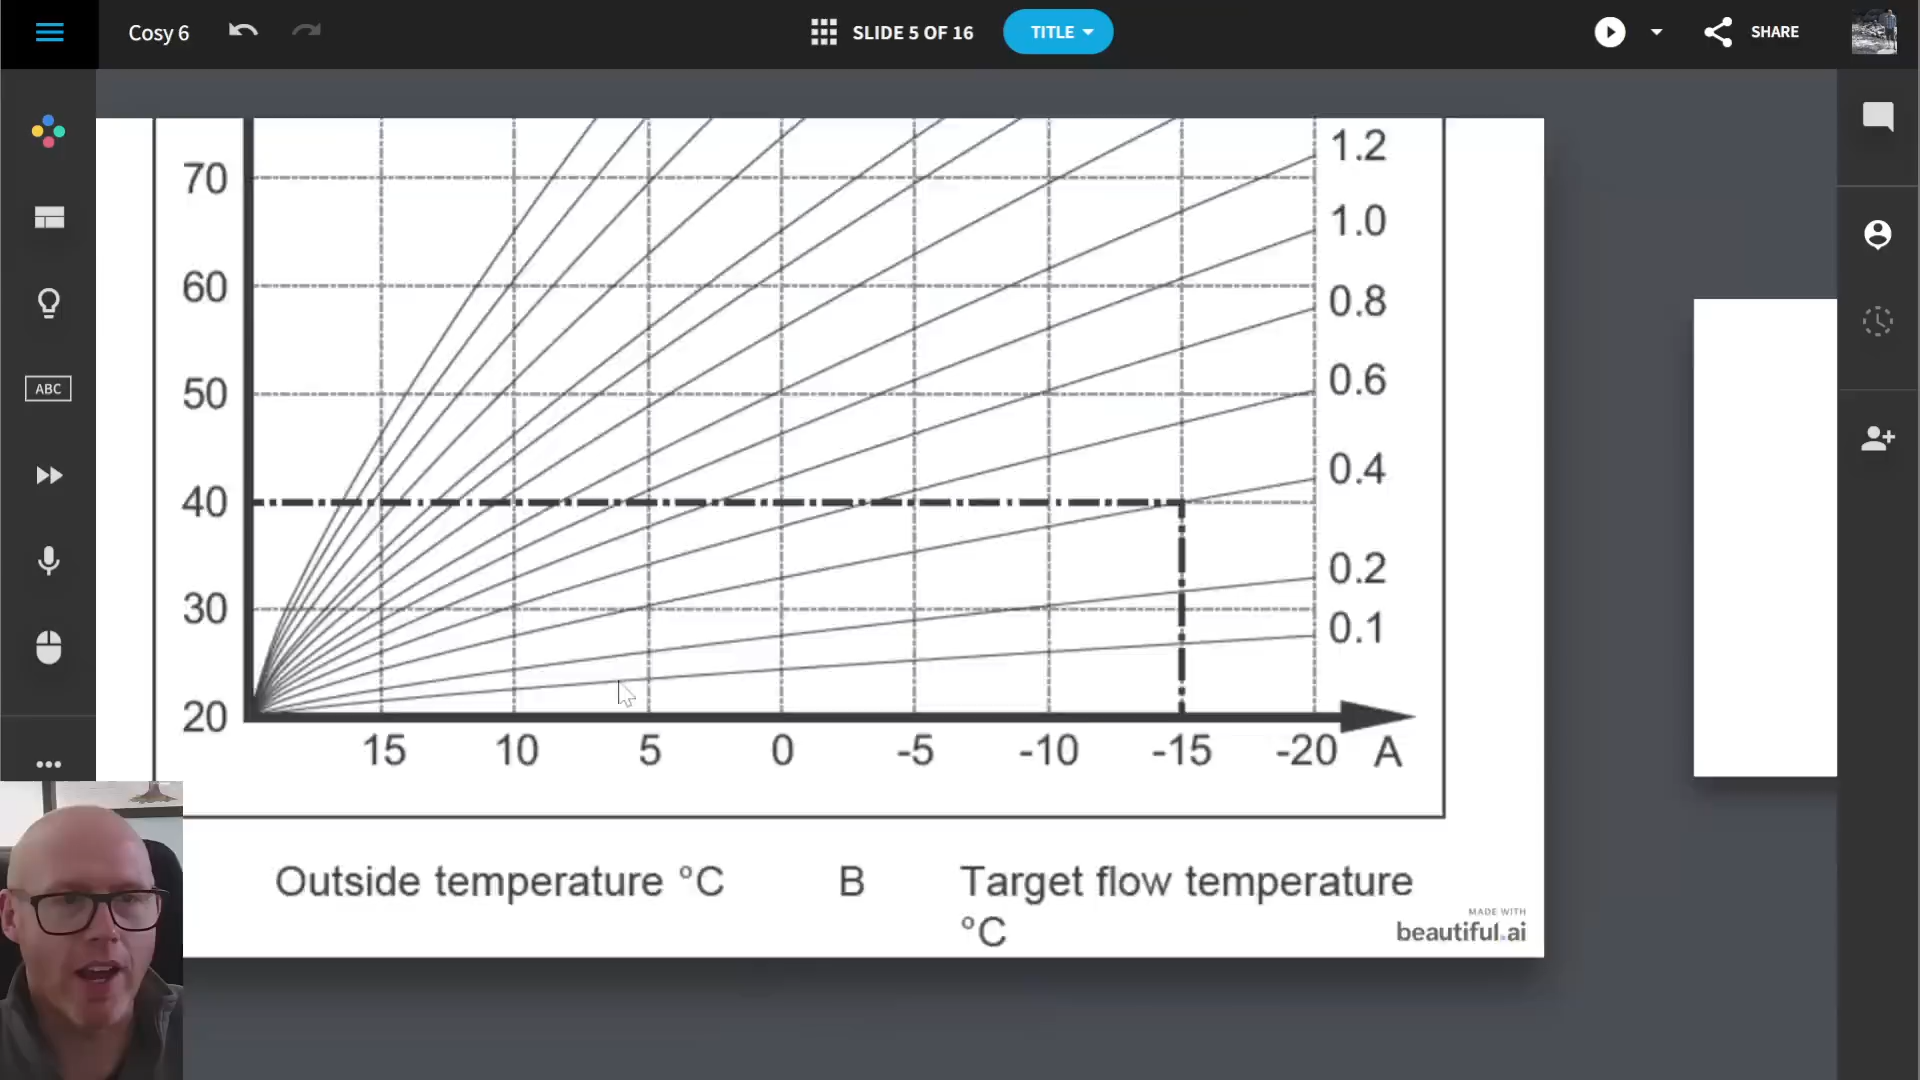 Cosy 6
SLIDE 5 OF 16
TITLE
SHARE
ABC
70
60
50
40
30
20
1.2
1.0
0.8
0.6
0.4
0.2
0.1
15 10 5 0 -5 -10 -15 -20 A
Outside temperature °C B Target flow temperature
°C
MADE WITH
beautiful.ai